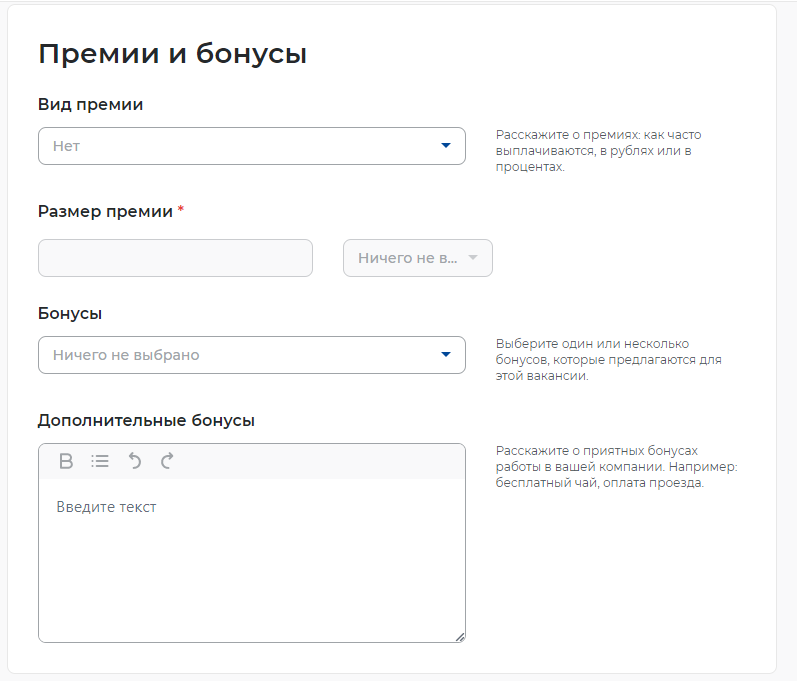 Премии и бонусы
Вид премии
Нет
Расскажите о премиях: как часто
выплачиваются, в рублях или в
процентах.
Размер премии *
Ничего не в...
Бонусы
Ничего не выбрано
Выберите один или несколько
бонусов, которые предлагаются для
этой вакансии.
Дополнительные бонусы
B
Введите текст
Расскажите о приятных бонусах
работы в вашей компании. Например:
бесплатный чай, оплата проезда.